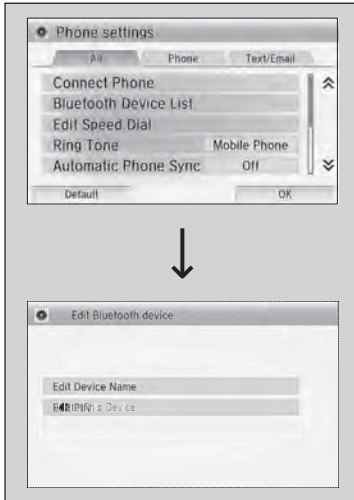 Phone settings
All Phone Text/Email
Connect Phone
Bluetooth Device List
Edit Speed Dial
Ring Tone Mobile Phone
Automatic Phone Sync Off
Default OK
Edit Bluetooth device
Edit Device Name
Device